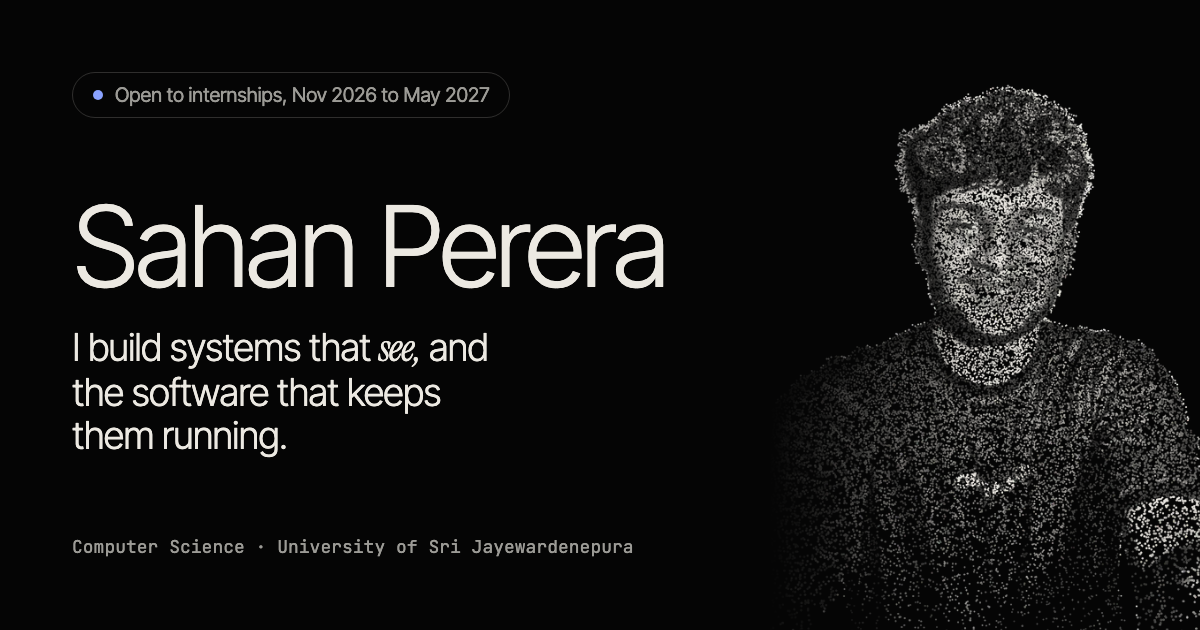 Open to internships, Nov 2026 to May 2027
Sahan Perera
I build systems that see, and
the software that keeps
them running.
Computer Science · University of Sri Jayewardenepura